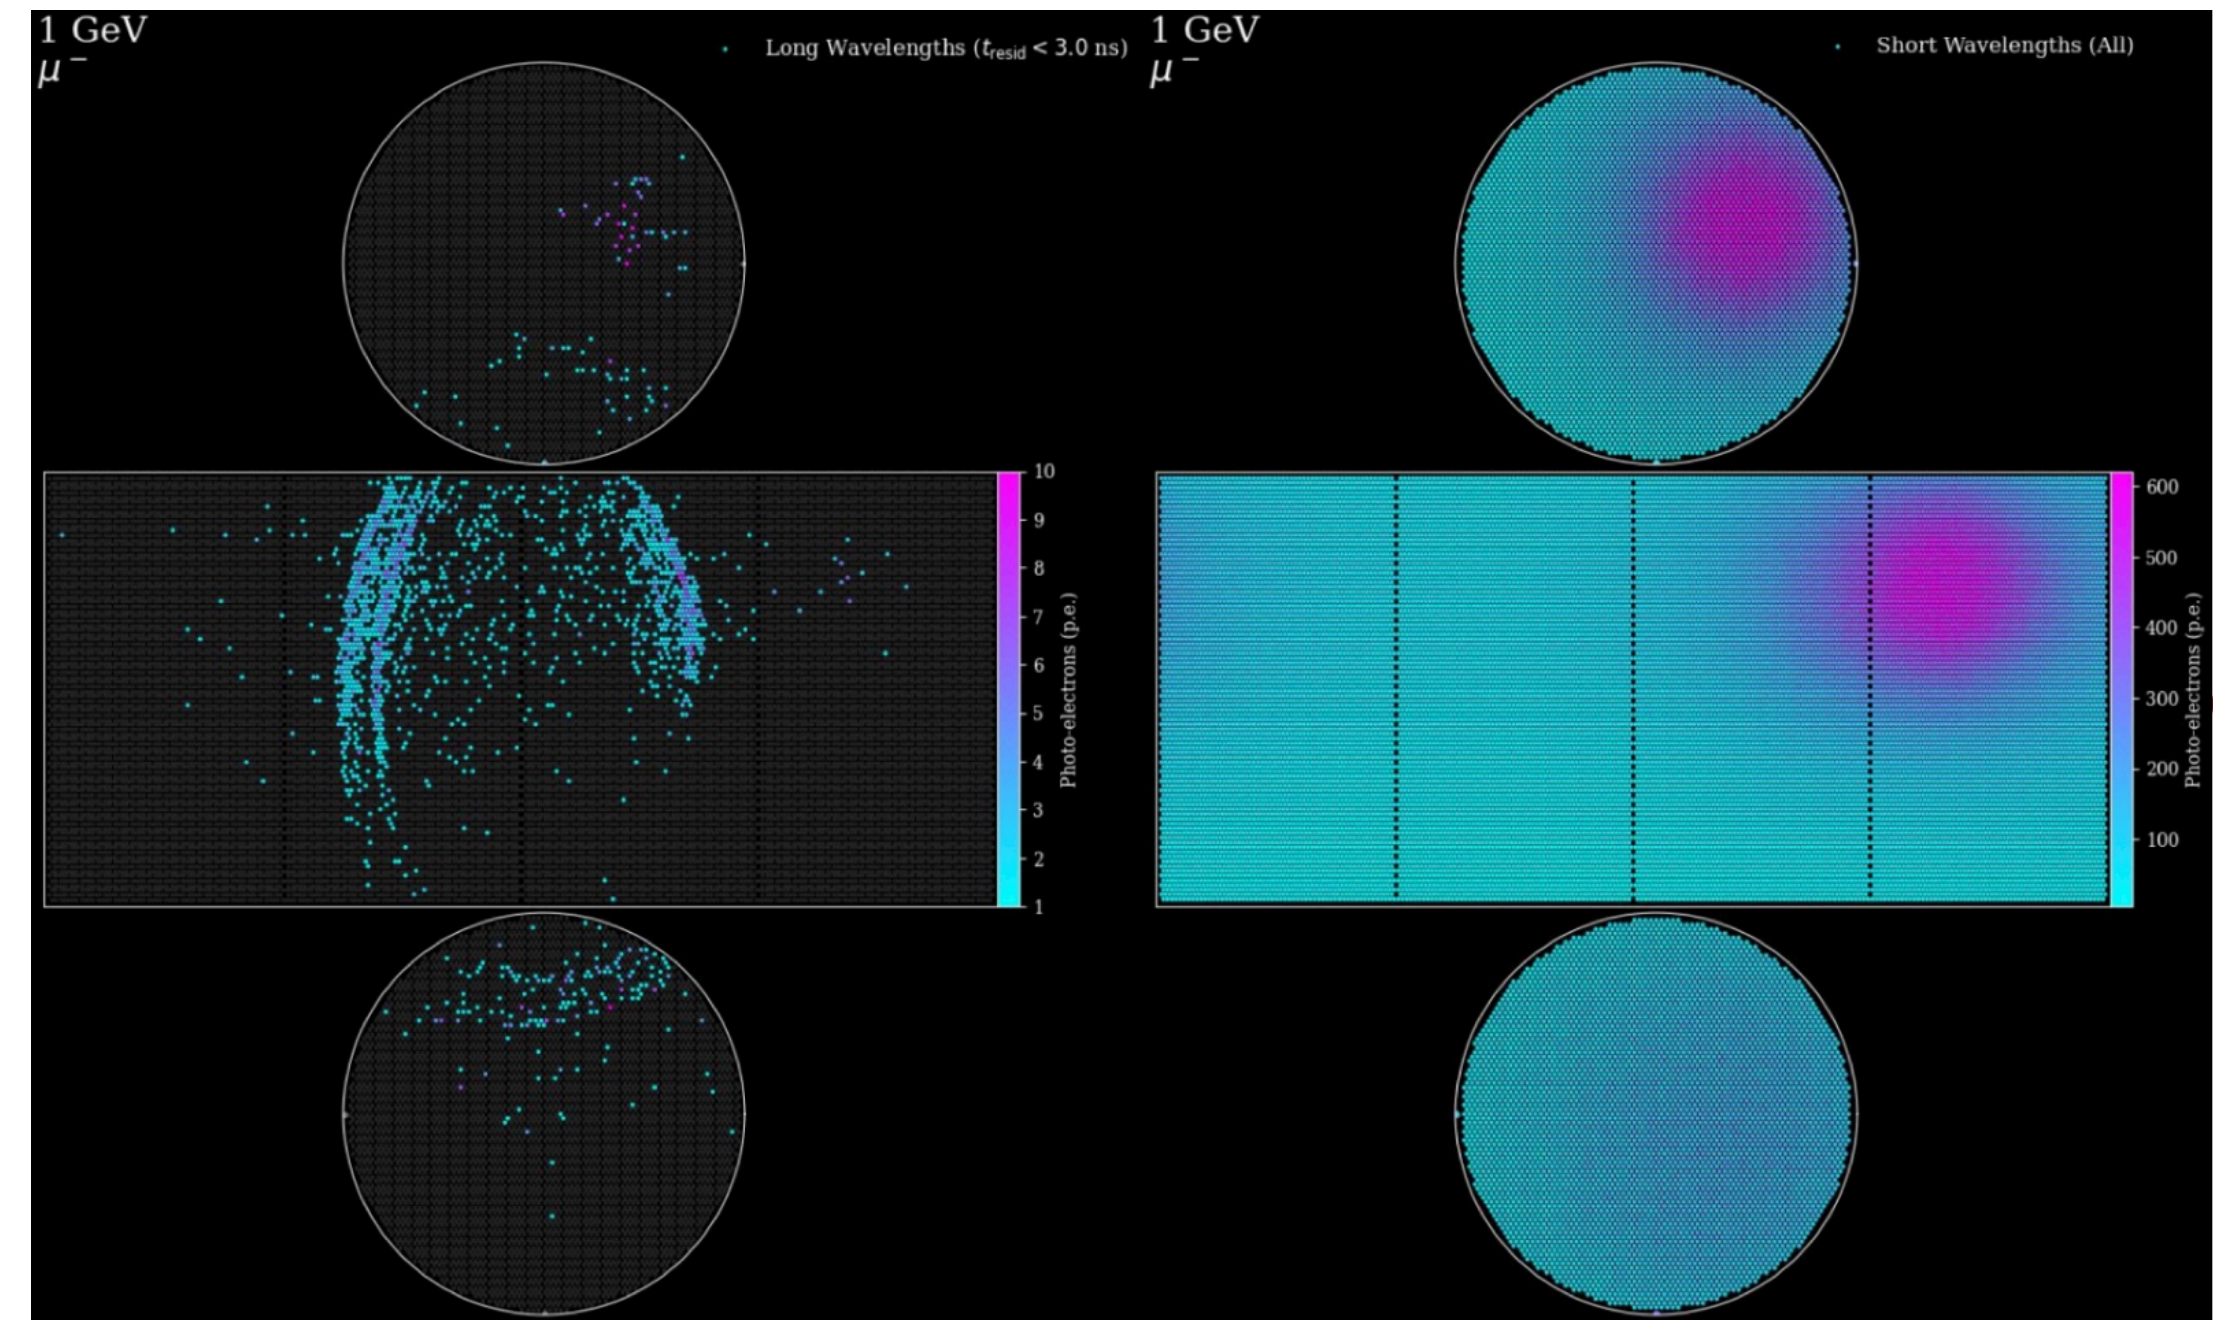 1 GeV
μ⁻
Long Wavelengths (t_resid < 3.0 ns)
10
9
8
7
6
5
4
3
2
1
Photo-electrons (p.e.)
1 GeV
μ⁻
Short Wavelengths (All)
600
500
400
300
200
100
Photo-electrons (p.e.)